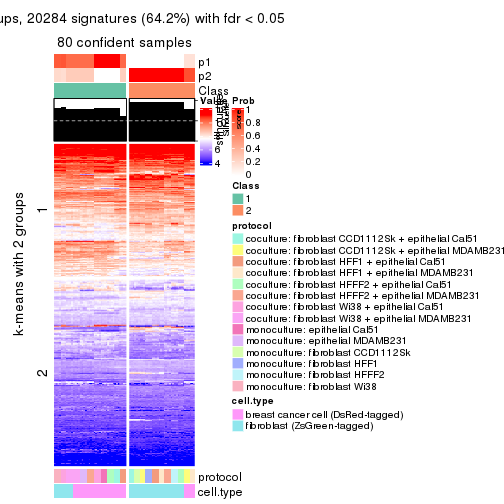 ups, 20284 signatures (64.2%) with fdr < 0.05
80 confident samples
p1
p2
Class
Value
Prob
1
0.8
0.6
0.4
0.2
0
6
4
Class
1
2
protocol
coculture: fibroblast CCD1112Sk + epithelial Cal51
coculture: fibroblast CCD1112Sk + epithelial MDAMB231
coculture: fibroblast HFF1 + epithelial Cal51
coculture: fibroblast HFF1 + epithelial MDAMB231
coculture: fibroblast HFFF2 + epithelial Cal51
coculture: fibroblast HFFF2 + epithelial MDAMB231
coculture: fibroblast Wi38 + epithelial Cal51
coculture: fibroblast Wi38 + epithelial MDAMB231
monoculture: epithelial Cal51
monoculture: epithelial MDAMB231
monoculture: fibroblast CCD1112Sk
monoculture: fibroblast HFF1
monoculture: fibroblast HFFF2
monoculture: fibroblast Wi38
cell.type
breast cancer cell (DsRed-tagged)
fibroblast (ZsGreen-tagged)
k-means with 2 groups
1
2
protocol
cell.type